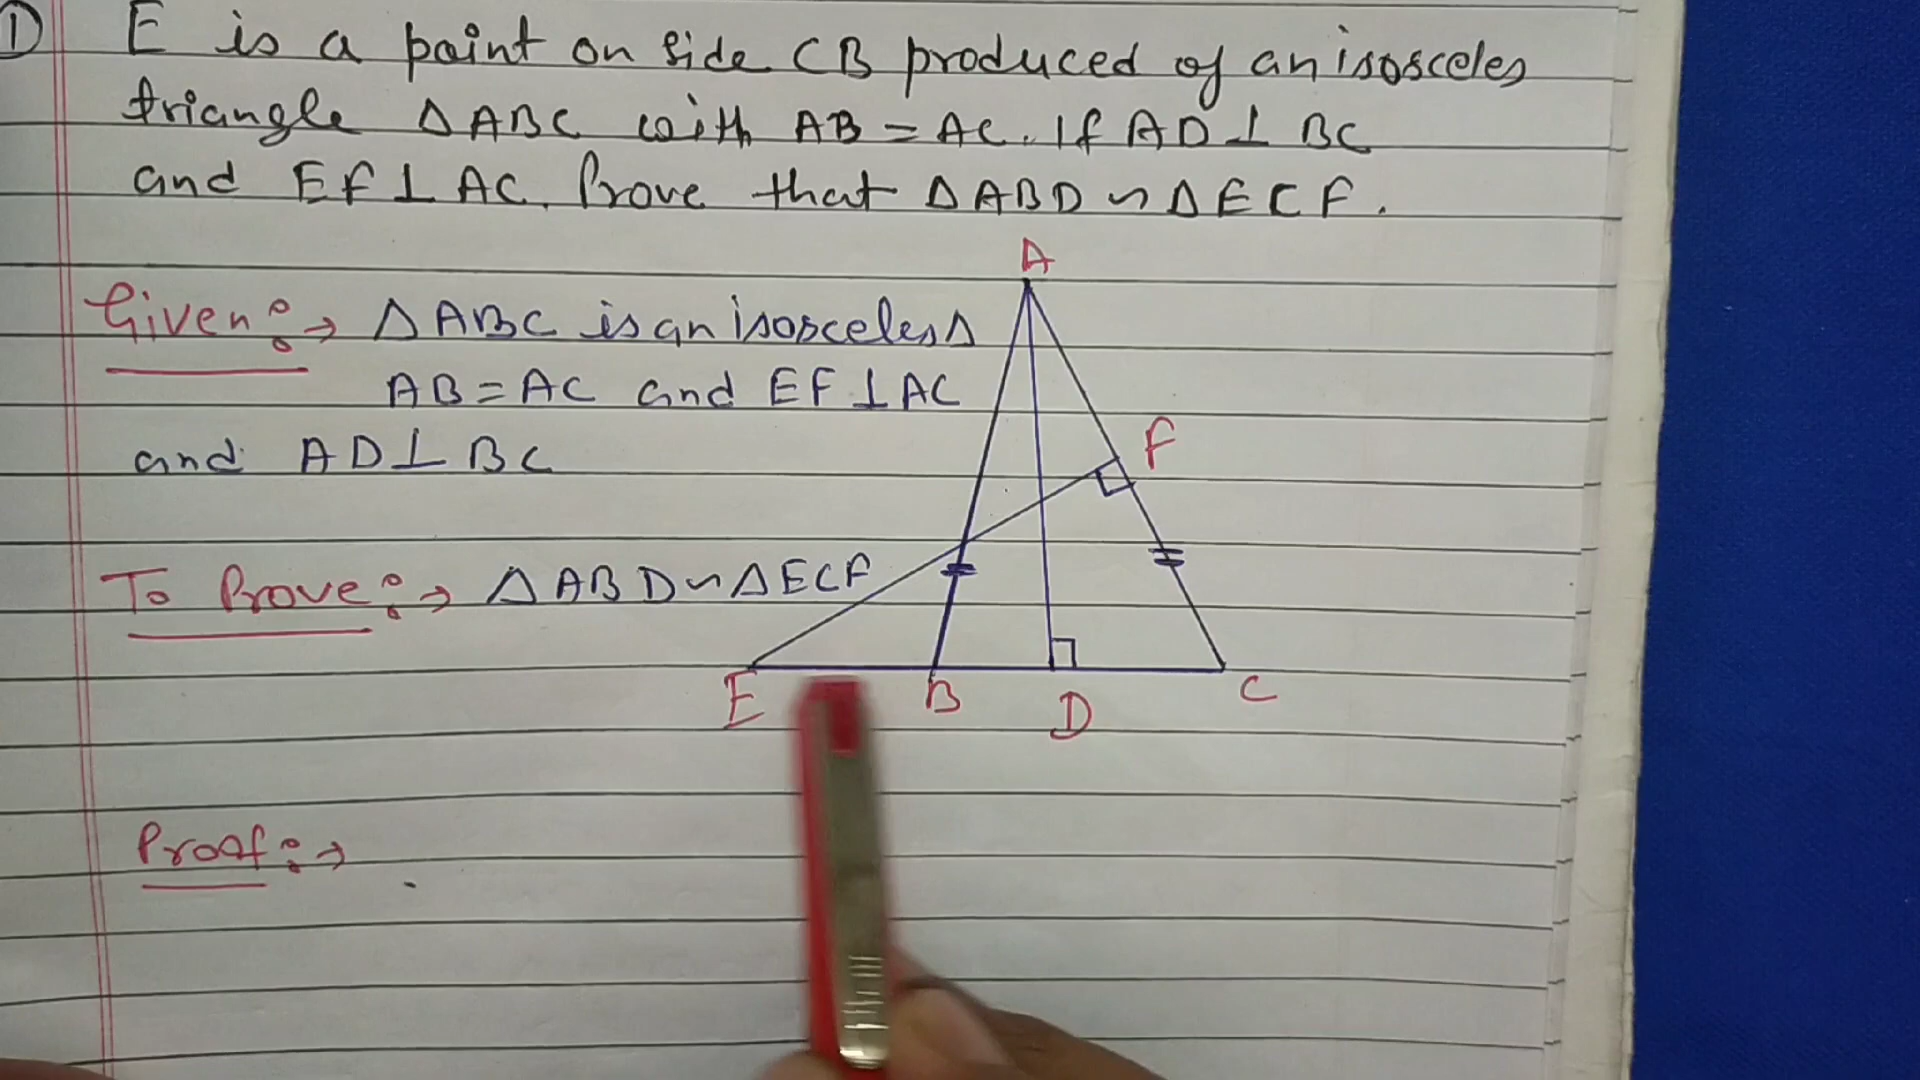 1) E is a point on side CB produced of an isosceles
triangle ΔABC with AB = AC. If AD ⊥ BC
and EF ⊥ AC. Prove that ΔABD ∽ ΔECF.
Given:→ ΔABC is an isosceles Δ
AB = AC and EF ⊥ AC
and AD ⊥ BC
To Prove:→ ΔABD ∽ ΔECF
A
F
E B D C
Proof:→